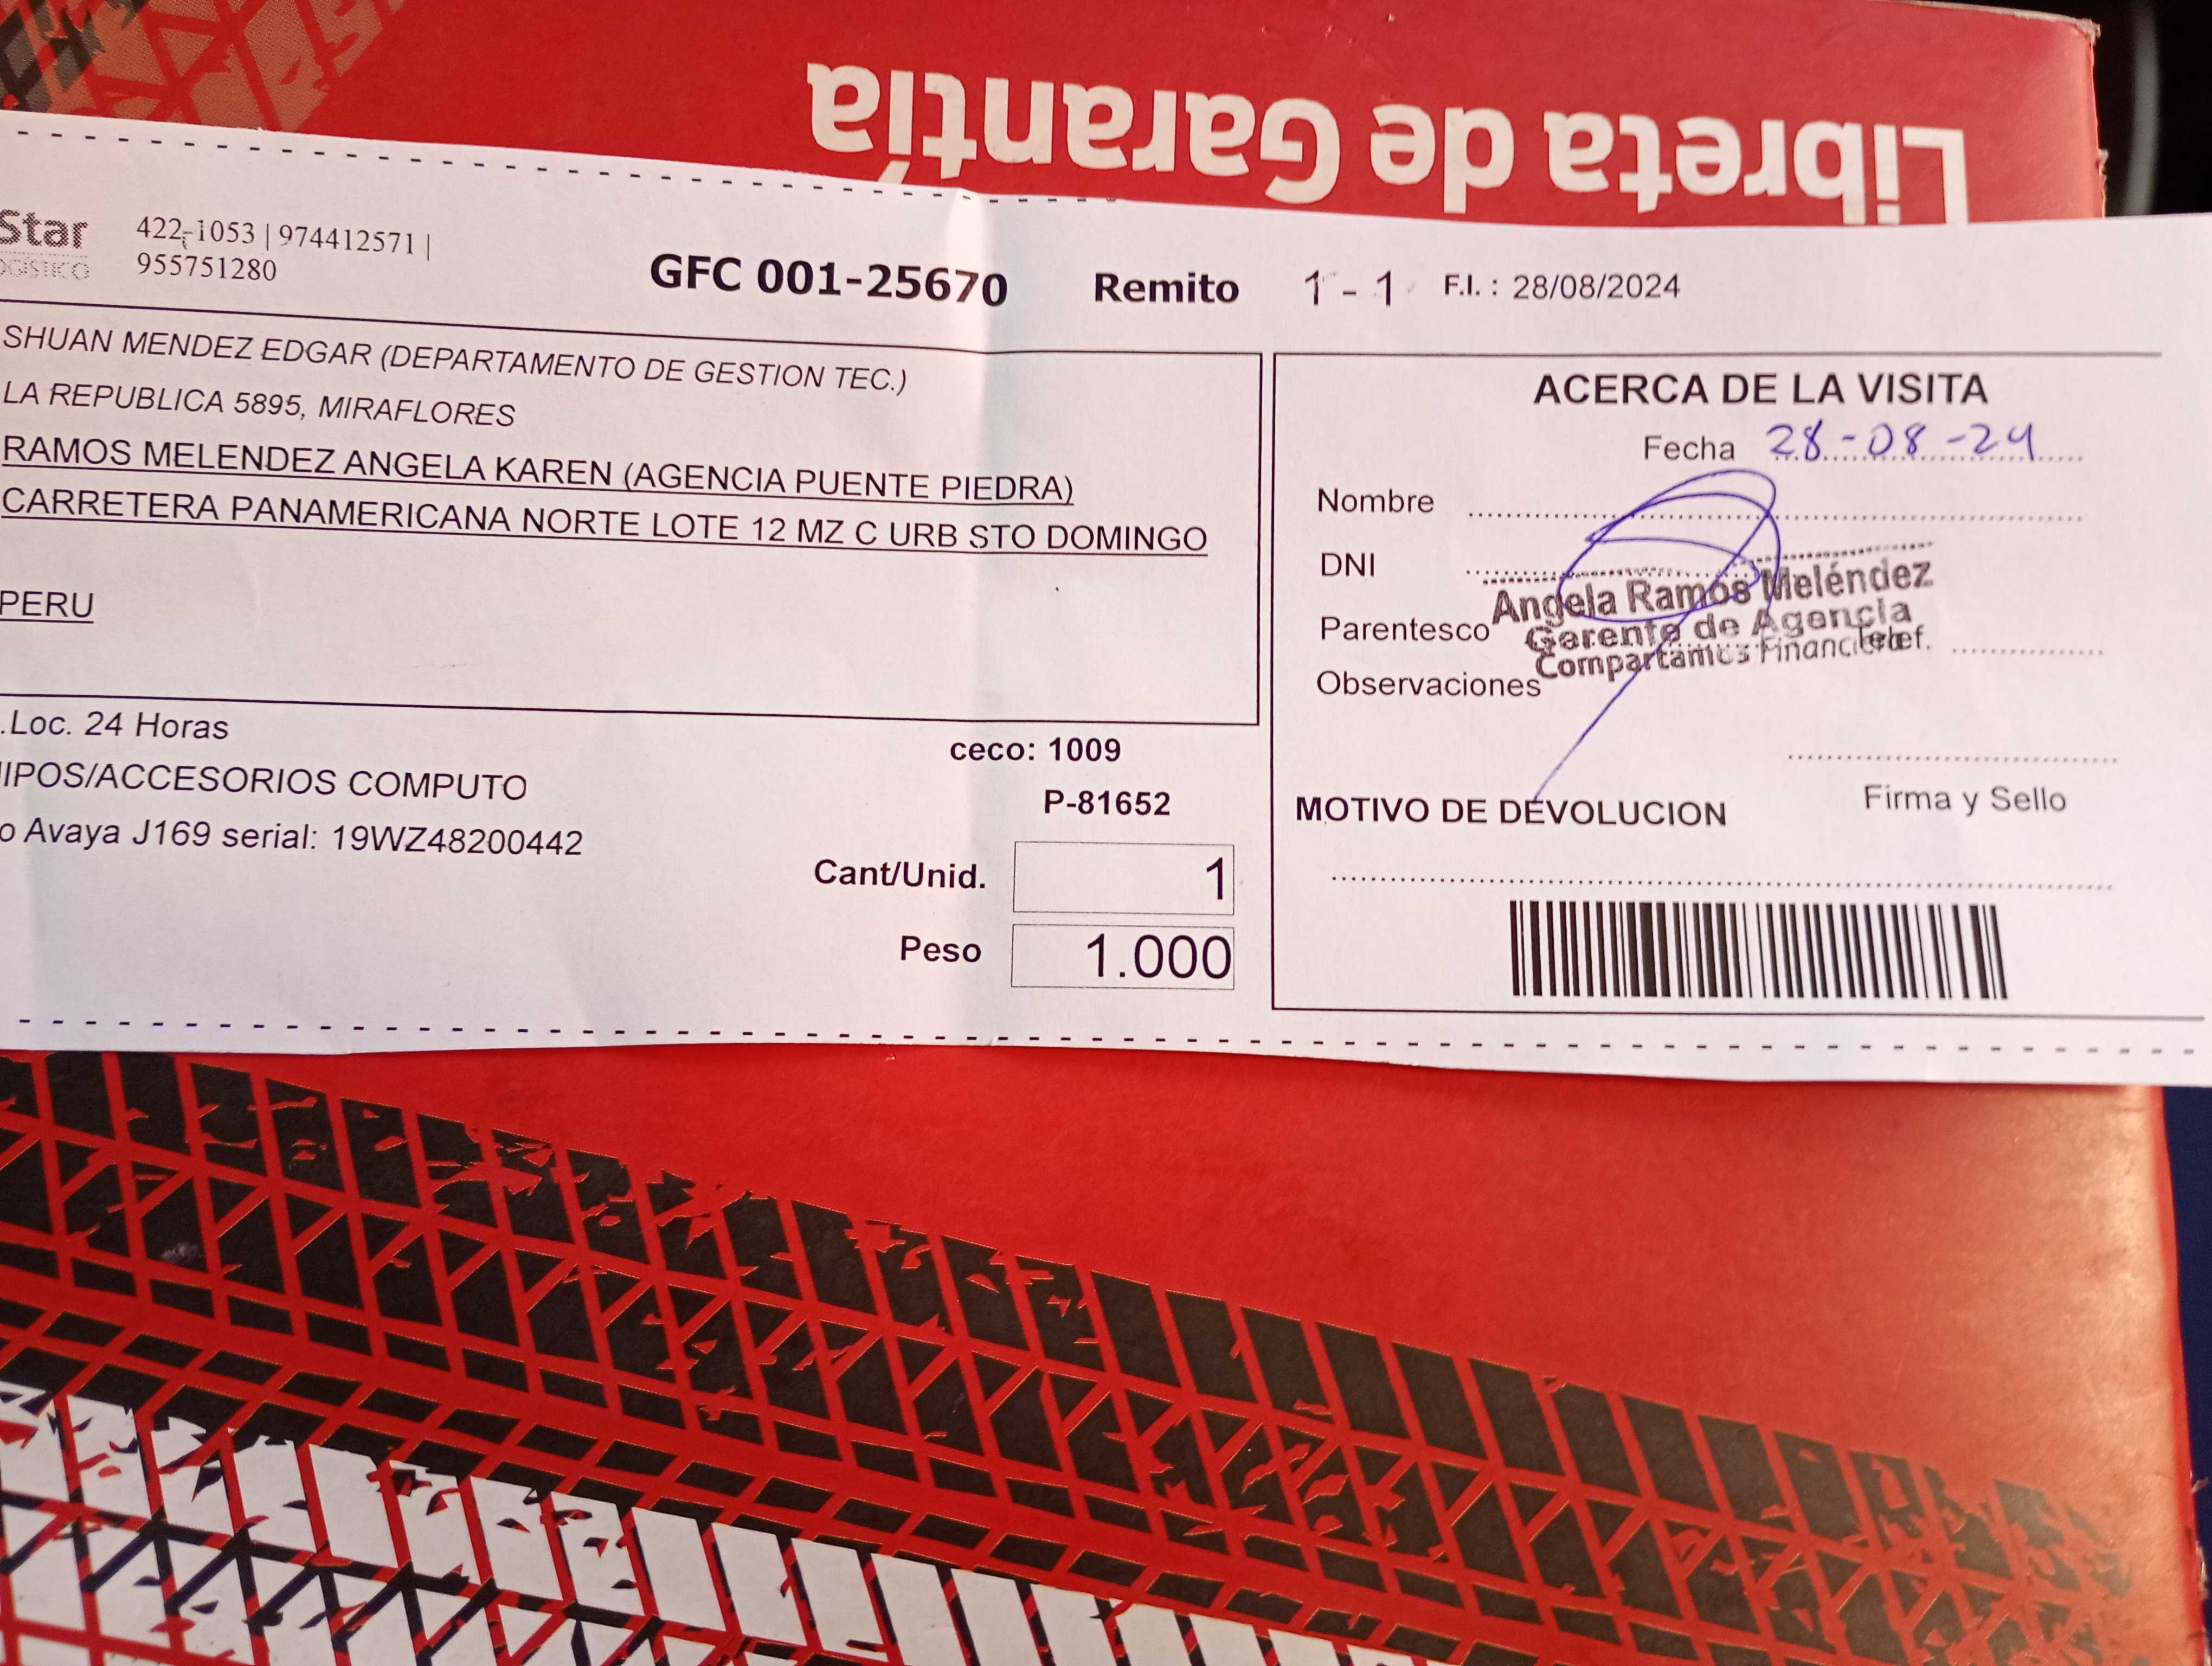 Libreta de Garantía
Star
422-1053 | 974412571 |
955751280
GFC 001-25670 Remito 1 - 1 F.I. : 28/08/2024
SHUAN MENDEZ EDGAR (DEPARTAMENTO DE GESTION TEC.)
LA REPUBLICA 5895, MIRAFLORES
RAMOS MELENDEZ ANGELA KAREN (AGENCIA PUENTE PIEDRA)
CARRETERA PANAMERICANA NORTE LOTE 12 MZ C URB STO DOMINGO
PERU
.Loc. 24 Horas
IPOS/ACCESORIOS COMPUTO
o Avaya J169 serial: 19WZ48200442
ceco: 1009
P-81652
Cant/Unid. 1
Peso 1.000
ACERCA DE LA VISITA
Fecha 28-08-24
Nombre
DNI
Angela Ramos Meléndez
Parentesco
Gerente de Agencia
Compartamos Financiera
Telef.
Observaciones
Firma y Sello
MOTIVO DE DEVOLUCION